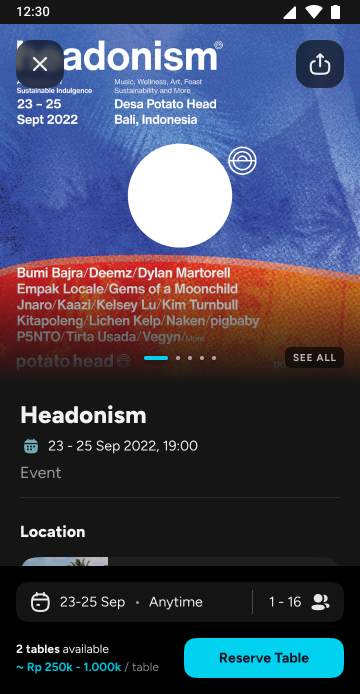 12:30
Headonism
Sustainable Indulgence
Music, Wellness, Art, Feast
Sustainability and More
23 – 25
Sept 2022
Desa Potato Head
Bali, Indonesia
Bumi Bajra/Deemz/Dylan Martorell
Empak Locale/Gems of a Moonchild
Jnaro/Kaazi/Kelsey Lu/Kim Turnbull
Kitapoleng/Lichen Kelp/Naken/pigbaby
P5NTO/Tirta Usada/Vegyn/More
potato head
SEE ALL
Headonism
23 - 25 Sep 2022, 19:00
Event
Location
23-25 Sep • Anytime
1 - 16
2 tables available
~ Rp 250k - 1.000k / table
Reserve Table